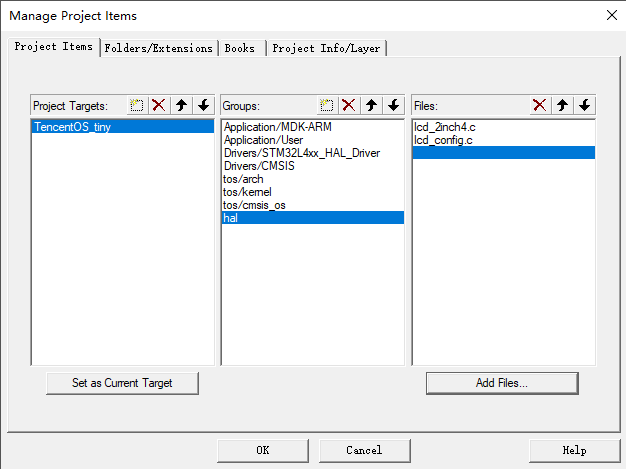 Manage Project Items
Project Items Folders/Extensions Books Project Info/Layer
Project Targets: Groups: Files:
TencentOS_tiny
Application/MDK-ARM
Application/User
Drivers/STM32L4xx_HAL_Driver
Drivers/CMSIS
tos/arch
tos/kernel
tos/cmsis_os
hal
lcd_2inch4.c
lcd_config.c
Set as Current Target Add Files...
OK Cancel Help